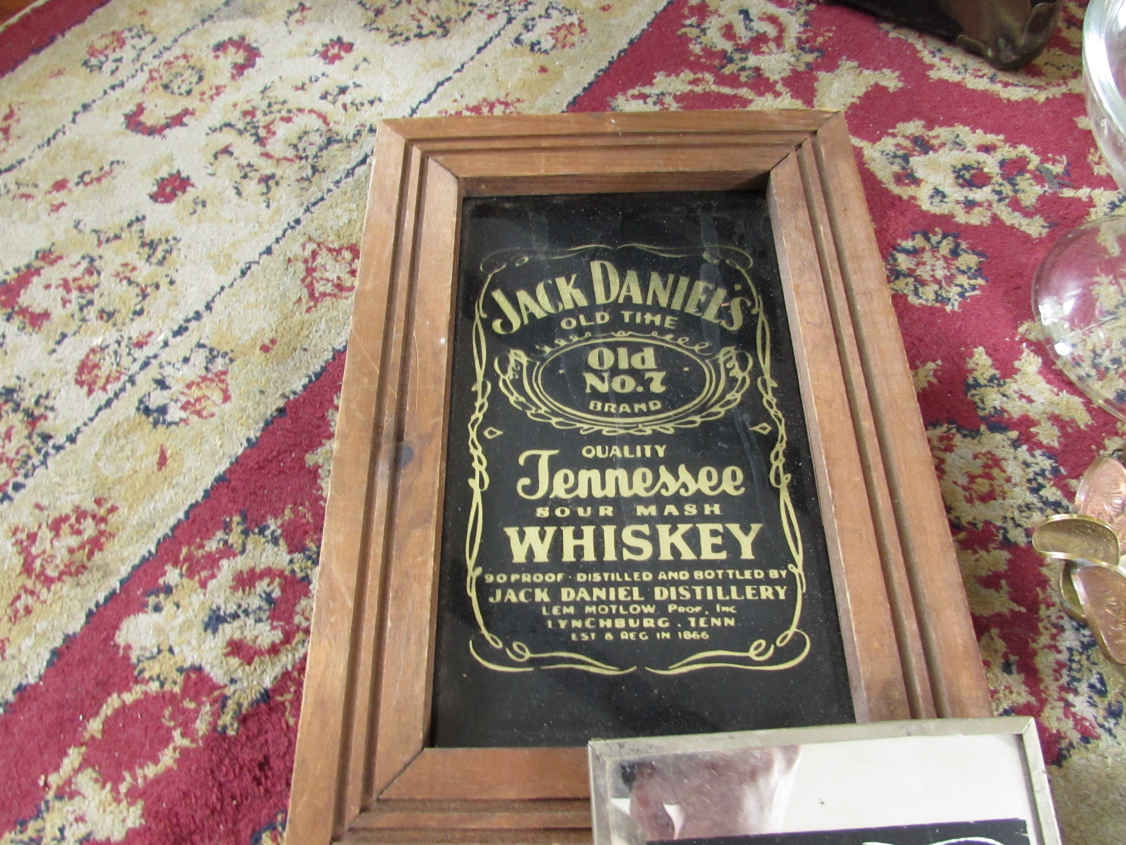 JACK DANIEL'S
OLD TIME
Old
No.7
BRAND
QUALITY
Tennessee
SOUR MASH
WHISKEY
90 PROOF · DISTILLED AND BOTTLED BY
JACK DANIEL DISTILLERY
LEM MOTLOW, PROP, INC
LYNCHBURG, TENN
EST & REG IN 1866